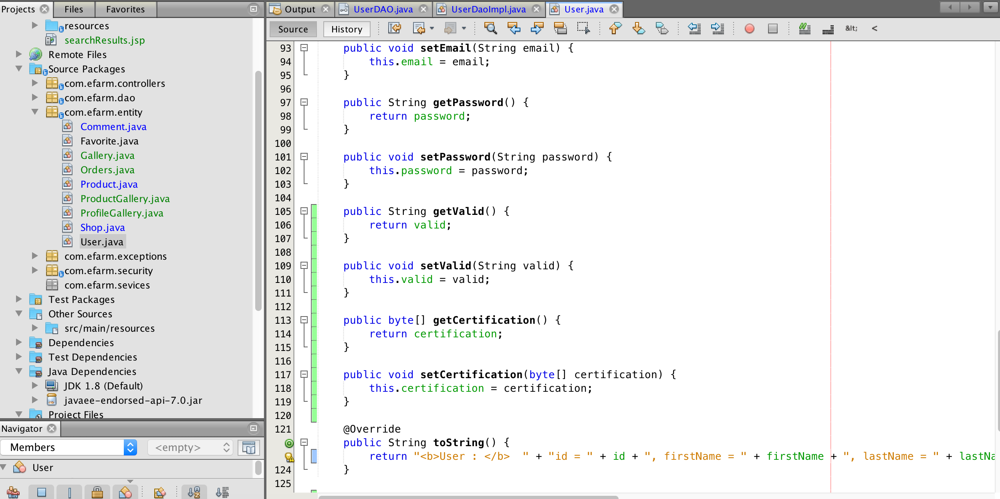 Projects
Files
Favorites
resources
searchResults.jsp
Remote Files
Source Packages
com.efarm.controllers
com.efarm.dao
com.efarm.entity
Comment.java
Favorite.java
Gallery.java
Orders.java
Product.java
ProductGallery.java
ProfileGallery.java
Shop.java
User.java
com.efarm.exceptions
com.efarm.security
com.efarm.sevices
Test Packages
Other Sources
src/main/resources
Dependencies
Test Dependencies
Java Dependencies
JDK 1.8 (Default)
javaee-endorsed-api-7.0.jar
Project Files
Navigator
Members
<empty>
User
Output
UserDAO.java
UserDaoImpl.java
User.java
Source
History
&lt;
<
93 public void setEmail(String email) {
94 this.email = email;
95 }
96
97 public String getPassword() {
98 return password;
99 }
100
101 public void setPassword(String password) {
102 this.password = password;
103 }
104
105 public String getValid() {
106 return valid;
107 }
108
109 public void setValid(String valid) {
110 this.valid = valid;
111 }
112
113 public byte[] getCertification() {
114 return certification;
115 }
116
117 public void setCertification(byte[] certification) {
118 this.certification = certification;
119 }
120
121 @Override
public String toString() {
return "<b>User : </b>  " + "id = " + id + ", firstName = " + firstName + ", lastName = " + lastNa
124 }
125